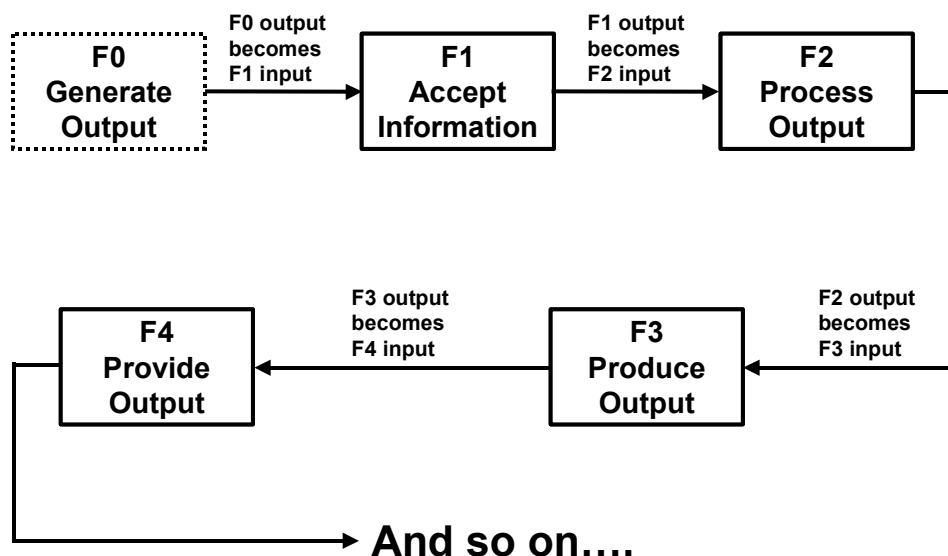 F0
Generate
Output
F0 output
becomes
F1 input
F1
Accept
Information
F1 output
becomes
F2 input
F2
Process
Output
F2 output
becomes
F3 input
F3
Produce
Output
F3 output
becomes
F4 input
F4
Provide
Output
And so on....